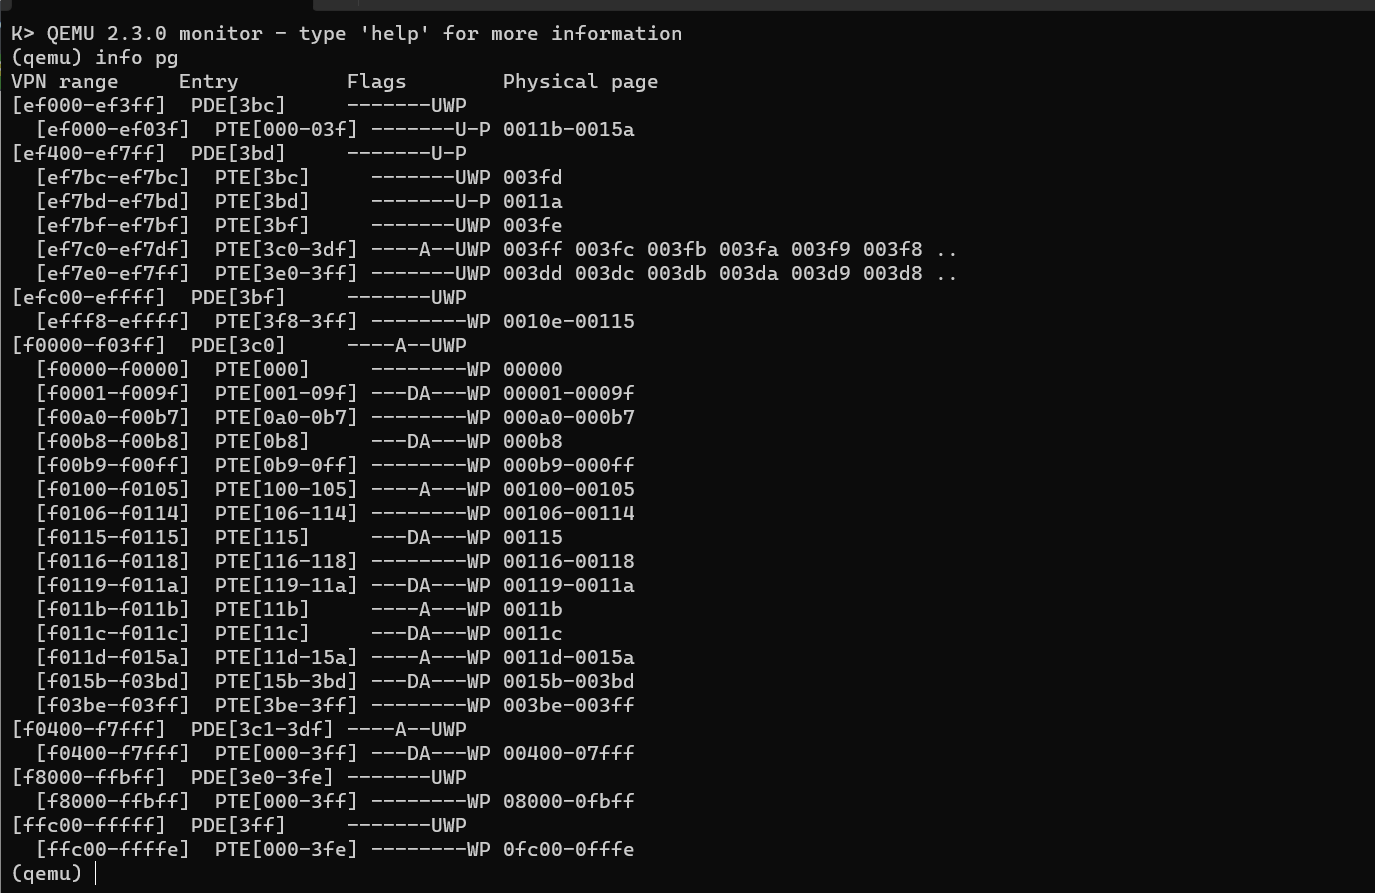 K> QEMU 2.3.0 monitor - type 'help' for more information
(qemu) info pg
VPN range     Entry         Flags        Physical page
[ef000-ef3ff]  PDE[3bc]     -------UWP
  [ef000-ef03f]  PTE[000-03f] -------U-P 0011b-0015a
[ef400-ef7ff]  PDE[3bd]     -------U-P
  [ef7bc-ef7bc]  PTE[3bc]     -------UWP 003fd
  [ef7bd-ef7bd]  PTE[3bd]     -------U-P 0011a
  [ef7bf-ef7bf]  PTE[3bf]     -------UWP 003fe
  [ef7c0-ef7df]  PTE[3c0-3df] ----A--UWP 003ff 003fc 003fb 003fa 003f9 003f8 ..
  [ef7e0-ef7ff]  PTE[3e0-3ff] -------UWP 003dd 003dc 003db 003da 003d9 003d8 ..
[efc00-effff]  PDE[3bf]     -------UWP
  [efff8-effff]  PTE[3f8-3ff] --------WP 0010e-00115
[f0000-f03ff]  PDE[3c0]     ----A--UWP
  [f0000-f0000]  PTE[000]     --------WP 00000
  [f0001-f009f]  PTE[001-09f] ---DA---WP 00001-0009f
  [f00a0-f00b7]  PTE[0a0-0b7] --------WP 000a0-000b7
  [f00b8-f00b8]  PTE[0b8]     ---DA---WP 000b8
  [f00b9-f00ff]  PTE[0b9-0ff] --------WP 000b9-000ff
  [f0100-f0105]  PTE[100-105] ----A---WP 00100-00105
  [f0106-f0114]  PTE[106-114] --------WP 00106-00114
  [f0115-f0115]  PTE[115]     ---DA---WP 00115
  [f0116-f0118]  PTE[116-118] --------WP 00116-00118
  [f0119-f011a]  PTE[119-11a] ---DA---WP 00119-0011a
  [f011b-f011b]  PTE[11b]     ----A---WP 0011b
  [f011c-f011c]  PTE[11c]     ---DA---WP 0011c
  [f011d-f015a]  PTE[11d-15a] ----A---WP 0011d-0015a
  [f015b-f03bd]  PTE[15b-3bd] ---DA---WP 0015b-003bd
  [f03be-f03ff]  PTE[3be-3ff] --------WP 003be-003ff
[f0400-f7fff]  PDE[3c1-3df] ----A--UWP
  [f0400-f7fff]  PTE[000-3ff] ---DA---WP 00400-07fff
[f8000-ffbff]  PDE[3e0-3fe] -------UWP
  [f8000-ffbff]  PTE[000-3ff] --------WP 08000-0fbff
[ffc00-fffff]  PDE[3ff]     -------UWP
  [ffc00-ffffe]  PTE[000-3fe] --------WP 0fc00-0fffe
(qemu)